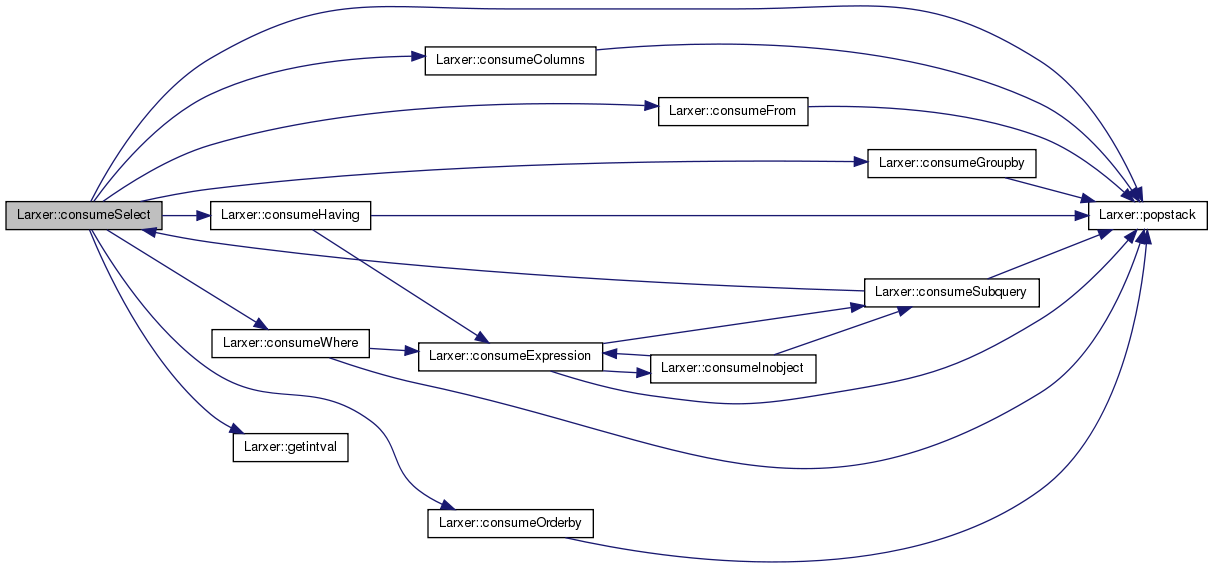 Larxer::consumeColumns
Larxer::consumeFrom
Larxer::consumeGroupby
Larxer::consumeSelect
Larxer::consumeHaving
Larxer::popstack
Larxer::consumeSubquery
Larxer::consumeWhere
Larxer::consumeExpression
Larxer::consumeInobject
Larxer::getintval
Larxer::consumeOrderby